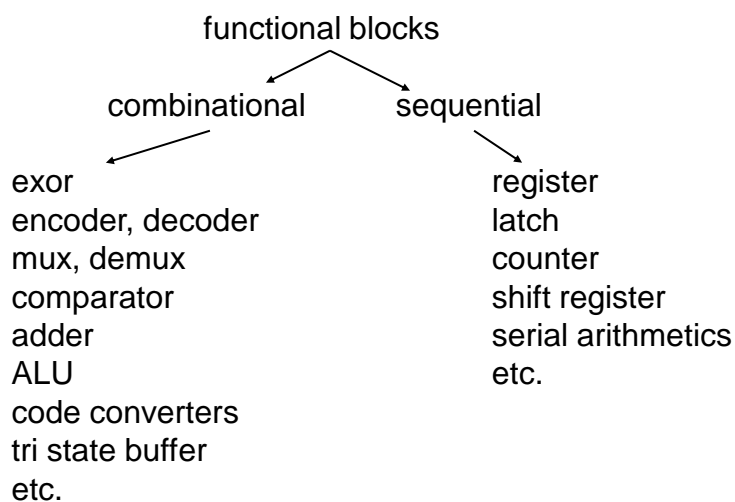 functional blocks
combinational
sequential
exor
encoder, decoder
mux, demux
comparator
adder
ALU
code converters
tri state buffer
etc.
register
latch
counter
shift register
serial arithmetics
etc.